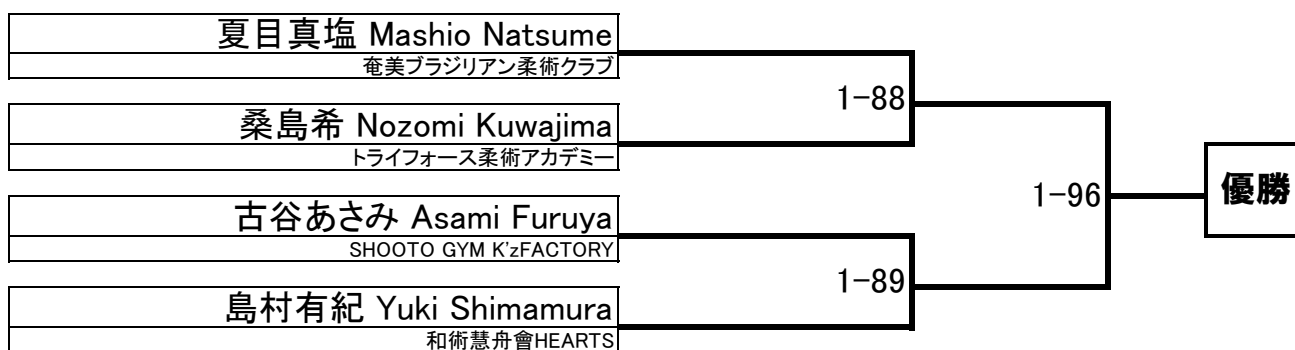 夏目真塩 Mashio Natsume
奄美ブラジリアン柔術クラブ
1-88
桑島希 Nozomi Kuwajima
トライフォース柔術アカデミー
1-96
優勝
古谷あさみ Asami Furuya
SHOOTO GYM K'zFACTORY
1-89
島村有紀 Yuki Shimamura
和術慧舟會HEARTS